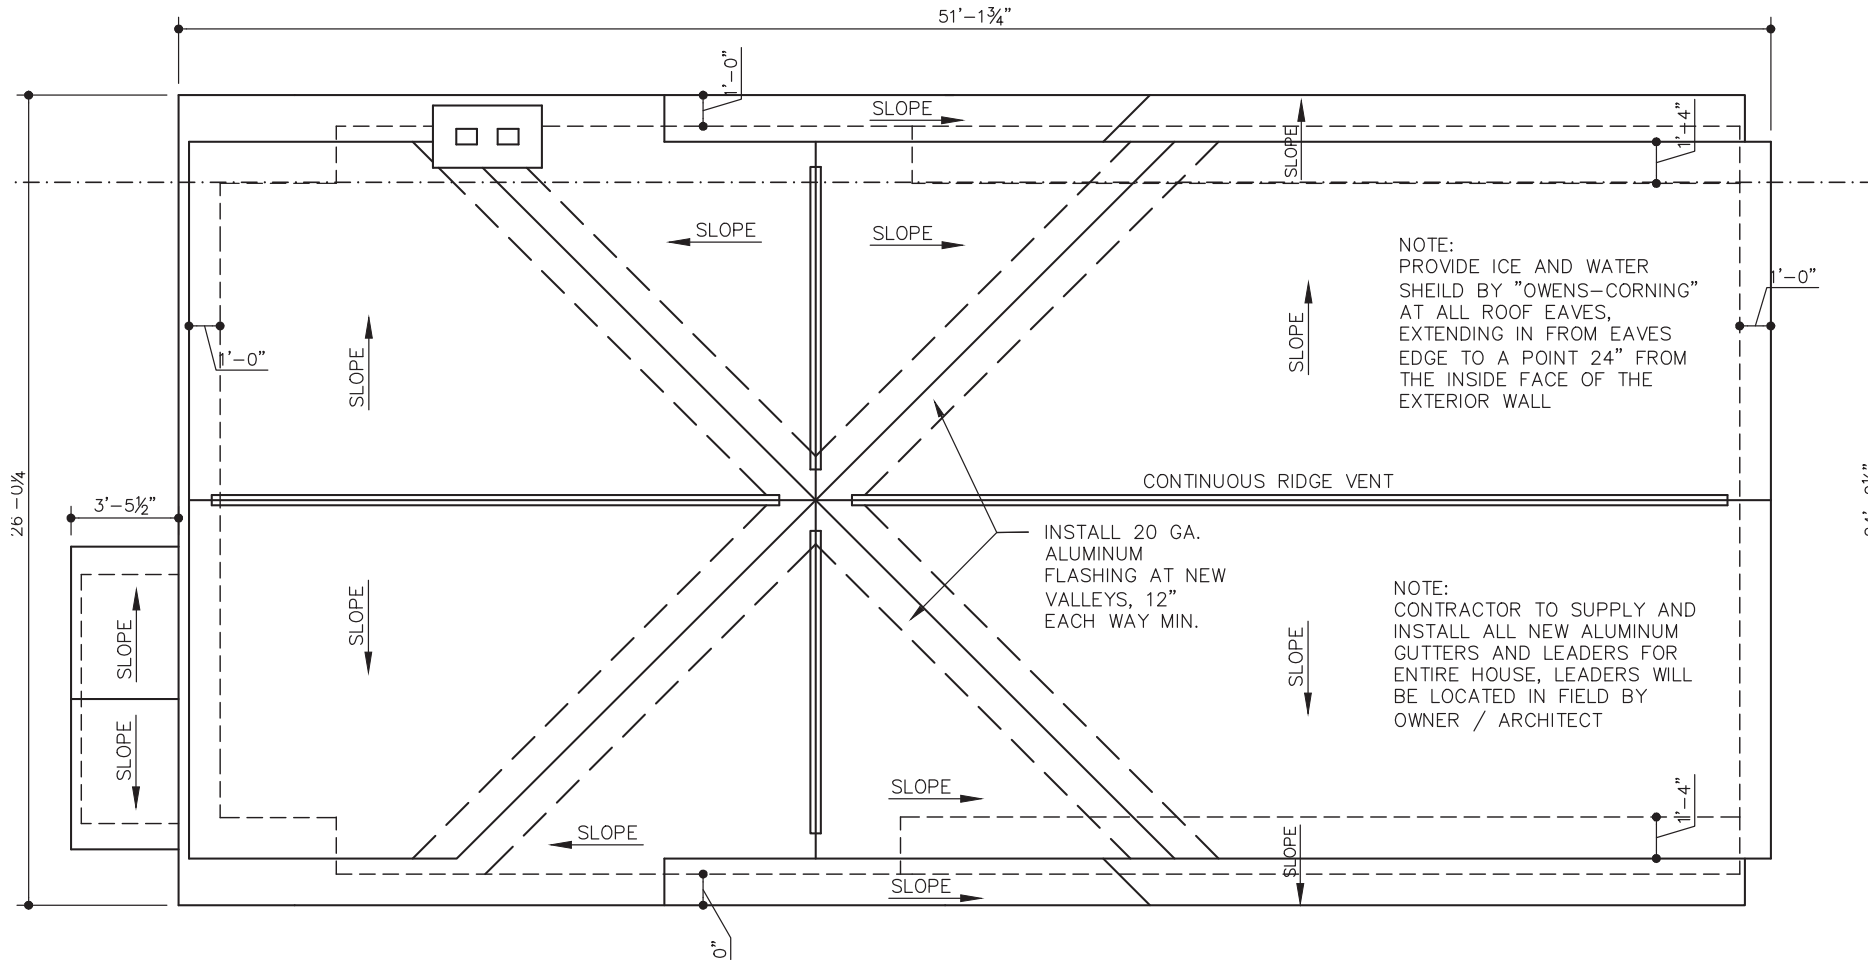 51'-1¾"
1'-0"
SLOPE
SLOPE
1'-4"
SLOPE
SLOPE
NOTE:
PROVIDE ICE AND WATER
SHEILD BY "OWENS-CORNING"
AT ALL ROOF EAVES,
EXTENDING IN FROM EAVES
EDGE TO A POINT 24" FROM
THE INSIDE FACE OF THE
EXTERIOR WALL
1'-0"
1'-0"
SLOPE
SLOPE
CONTINUOUS RIDGE VENT
26 -0¼
3'-5½"
INSTALL 20 GA.
ALUMINUM
FLASHING AT NEW
VALLEYS, 12"
EACH WAY MIN.
NOTE:
CONTRACTOR TO SUPPLY AND
INSTALL ALL NEW ALUMINUM
GUTTERS AND LEADERS FOR
ENTIRE HOUSE, LEADERS WILL
BE LOCATED IN FIELD BY
OWNER / ARCHITECT
SLOPE
SLOPE
SLOPE
SLOPE
SLOPE
1'-4"
SLOPE
SLOPE
SLOPE
0"